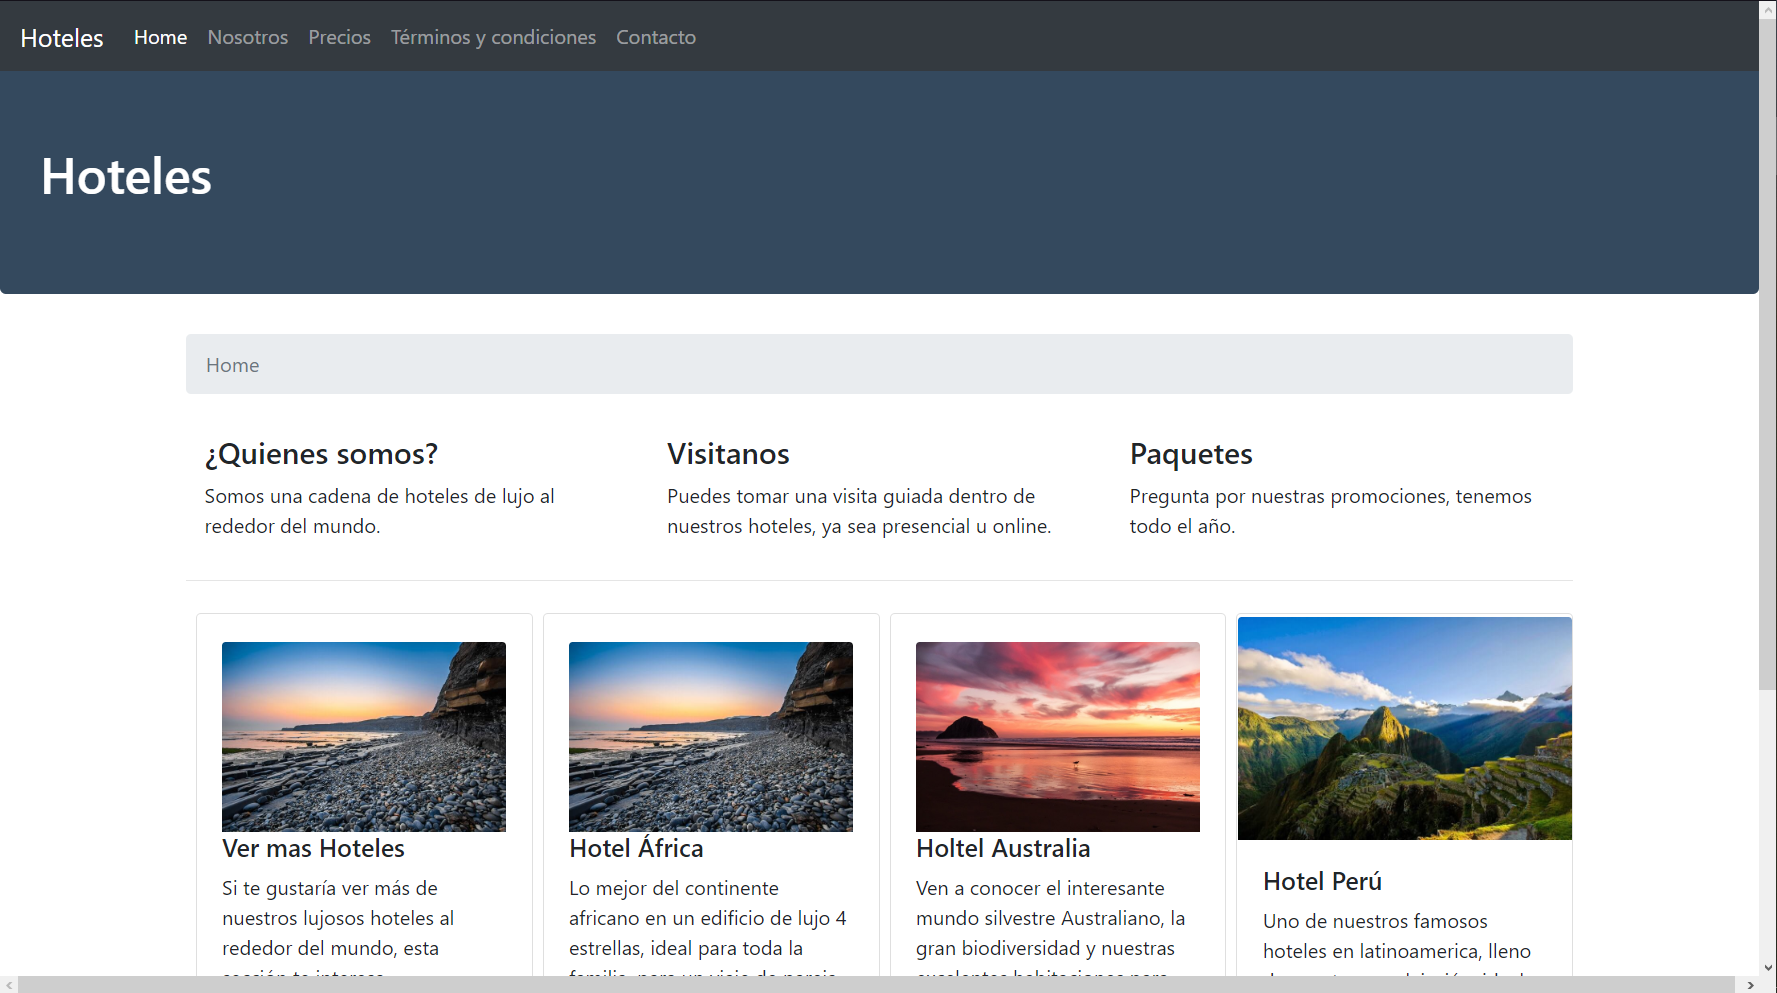 Hoteles Home Nosotros Precios Términos y condiciones Contacto
Hoteles
Home
¿Quienes somos?
Somos una cadena de hoteles de lujo al
rededor del mundo.
Visitanos
Puedes tomar una visita guiada dentro de
nuestros hoteles, ya sea presencial u online.
Paquetes
Pregunta por nuestras promociones, tenemos
todo el año.
Ver mas Hoteles
Si te gustaría ver más de
nuestros lujosos hoteles al
rededor del mundo, esta
Hotel África
Lo mejor del continente
africano en un edificio de lujo 4
estrellas, ideal para toda la
Holtel Australia
Ven a conocer el interesante
mundo silvestre Australiano, la
gran biodiversidad y nuestras
Hotel Perú
Uno de nuestros famosos
hoteles en latinoamerica, lleno